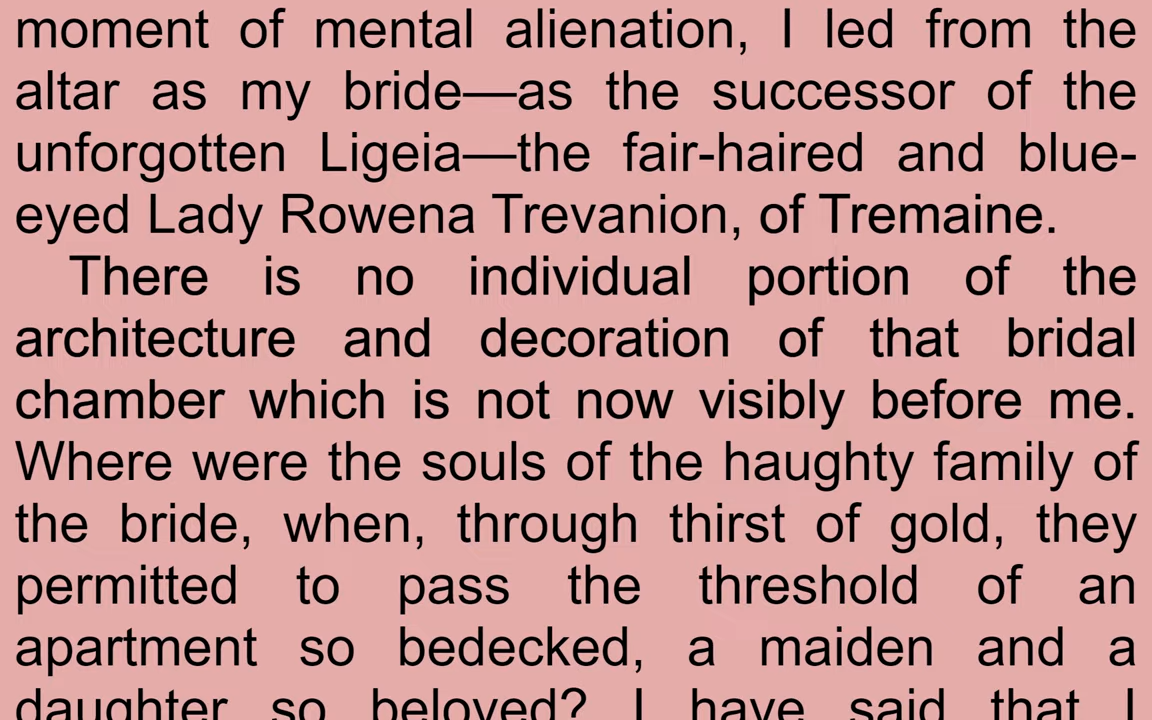 moment of mental alienation, I led from the
altar as my bride—as the successor of the
unforgotten Ligeia—the fair-haired and blue-
eyed Lady Rowena Trevanion, of Tremaine.
There is no individual portion of the
architecture and decoration of that bridal
chamber which is not now visibly before me.
Where were the souls of the haughty family of
the bride, when, through thirst of gold, they
permitted to pass the threshold of an
apartment so bedecked, a maiden and a
daughter so beloved? I have said that I